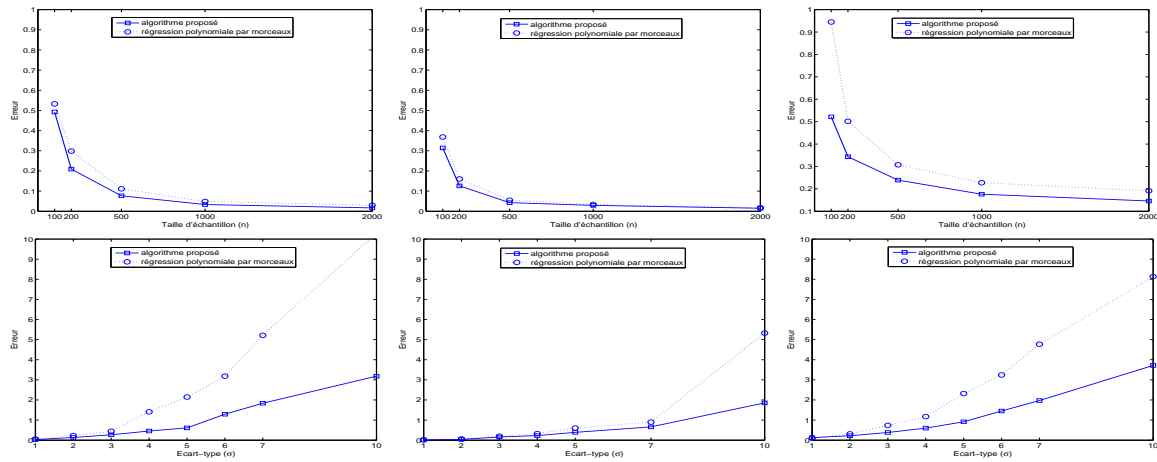 1
0.9
0.8
0.7
0.6
0.5
0.4
0.3
0.2
0.1
0
Erreur
algorithme proposé
régression polynomiale par morceaux
100 200 500 1000 2000
Taille d'échantillon (n)
1
0.9
0.8
0.7
0.6
0.5
0.4
0.3
0.2
0.1
0
Erreur
algorithme proposé
régression polynomiale par morceaux
100 200 500 1000 2000
Taille d'échantillon (n)
1
0.9
0.8
0.7
0.6
0.5
0.4
0.3
0.2
0.1
Erreur
algorithme proposé
régression polynomiale par morceaux
100 200 500 1000 2000
Taille d'échantillon (n)
10
9
8
7
6
5
4
3
2
1
0
Erreur
algorithme proposé
régression polynomiale par morceaux
1 2 3 4 5 6 7 10
Ecart-type (σ)
10
9
8
7
6
5
4
3
2
1
0
Erreur
algorithme proposé
régression polynomiale par morceaux
1 2 3 4 5 7 10
Ecart-type (σ)
10
9
8
7
6
5
4
3
2
1
0
Erreur
algorithme proposé
régression polynomiale par morceaux
1 2 3 4 5 6 7 10
Ecart-type (σ)